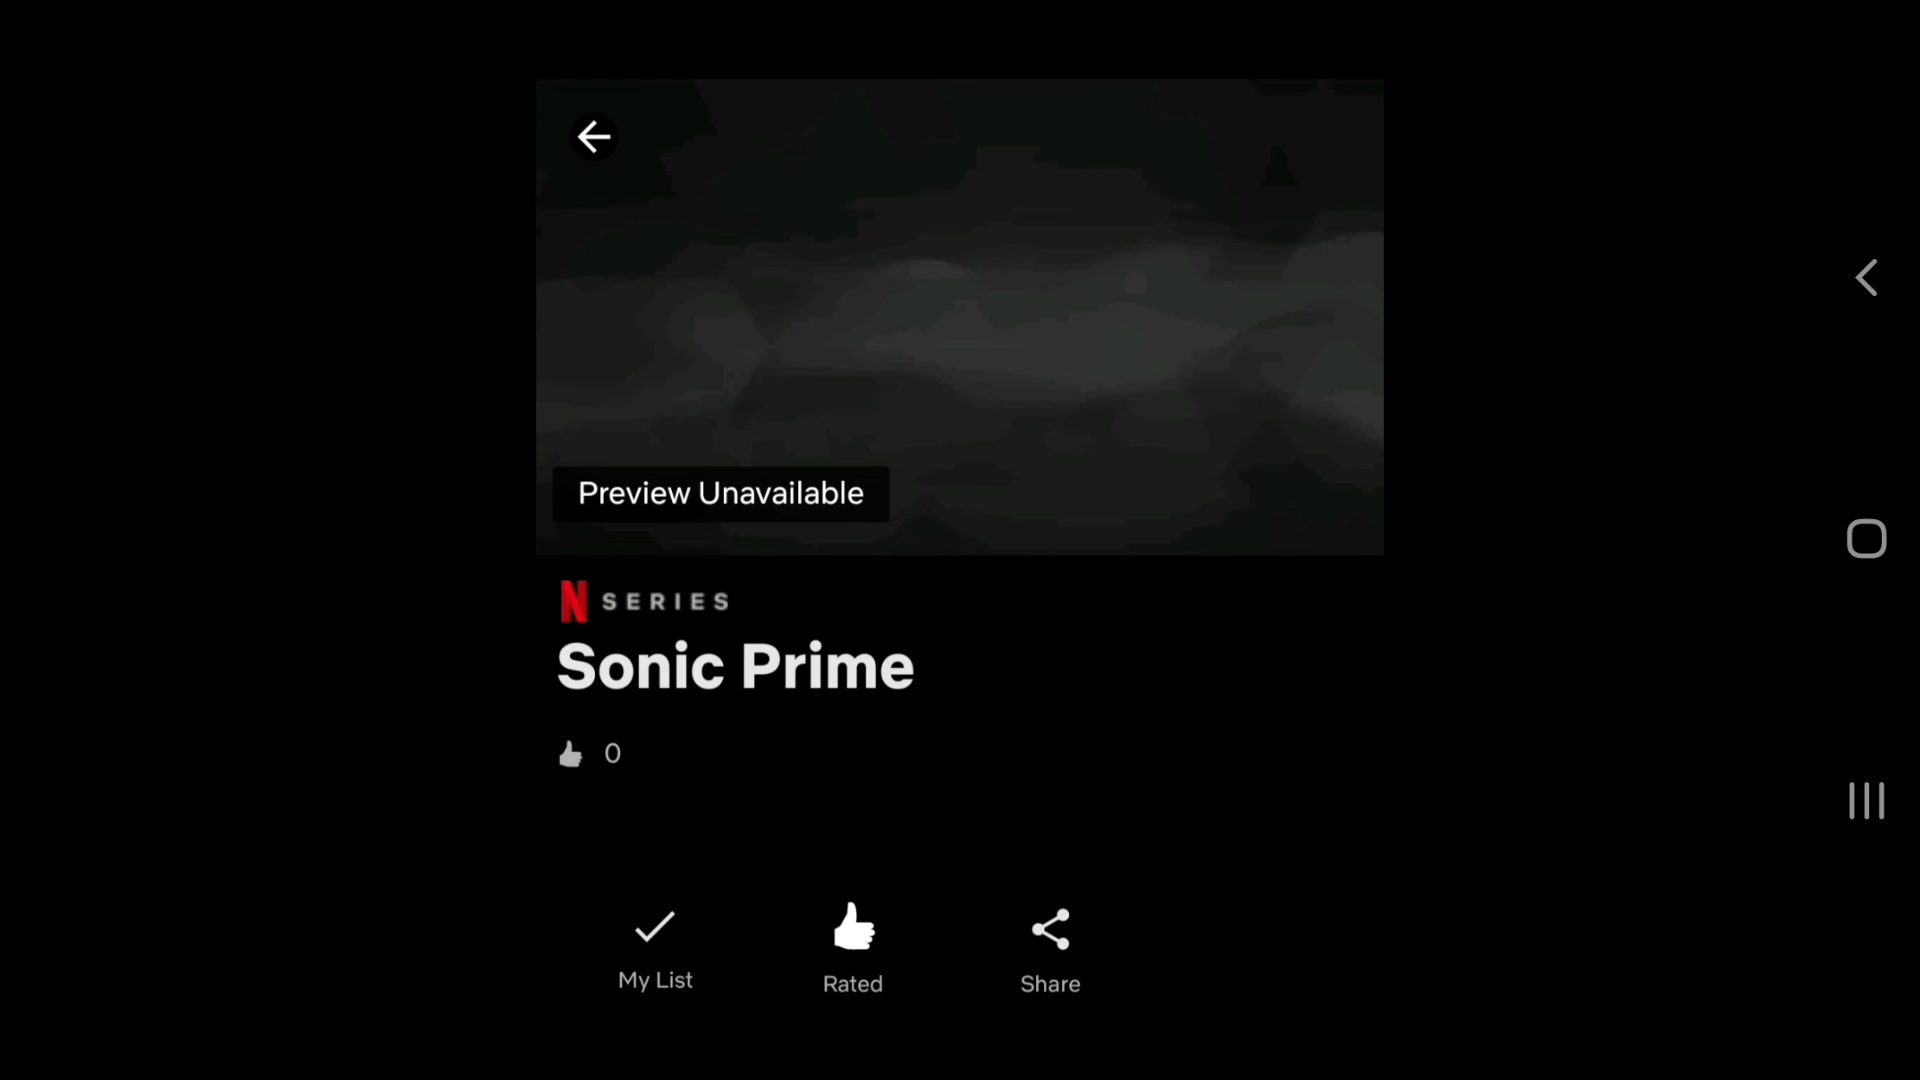 Preview Unavailable
N SERIES
Sonic Prime
0
My List
Rated
Share